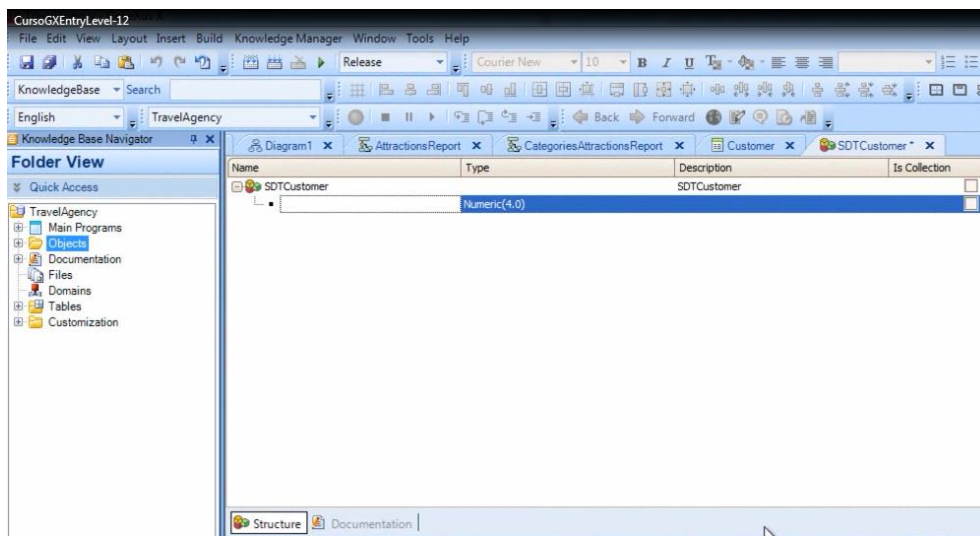 CursoGXEntryLevel-12
File Edit View Layout Insert Build Knowledge Manager Window Tools Help
Release Courier New 10 B I U
KnowledgeBase Search
English TravelAgency Back Forward
Knowledge Base Navigator
Diagram1 AttractionsReport CategoriesAttractionsReport Customer SDTCustomer *
Folder View
Quick Access
TravelAgency
Main Programs
Objects
Documentation
Files
Domains
Tables
Customization
Name Type Description Is Collection
SDTCustomer SDTCustomer
Numeric(4.0)
Structure Documentation